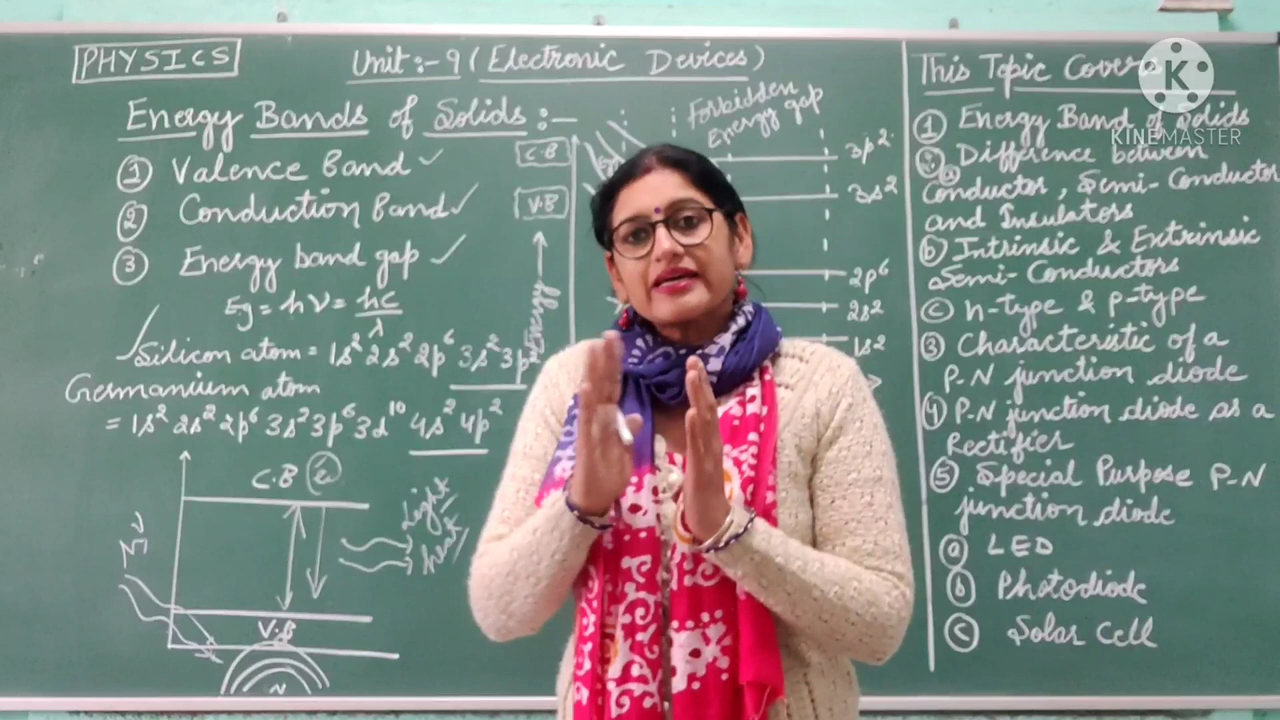 PHYSICS
Unit:-9 (Electronic Devices)
Energy Bands of Solids :-
① Valence Band ✓
② Conduction Band ✓
③ Energy band gap ✓
Eg = hν = hc/λ
Silicon atom = 1s² 2s² 2p⁶ 3s² 3p
Germanium atom
= 1s² 2s² 2p⁶ 3s² 3p⁶ 3d¹⁰ 4s² 4p²
C.B
Light
heat
V.B
N
Forbidden
Energy gap
C.B
V.B
Energy
3p²
3s²
2p⁶
2s²
1s²
This Topic Covers
① Energy Band of Solids
② (a) Difference between
Conductor, Semi-Conductor
and Insulators
(b) Intrinsic & Extrinsic
Semi-Conductors
(c) n-type & p-type
③ Characteristic of a
P-N junction diode
④ P-N junction diode as a
Rectifier
⑤ Special Purpose P-N
junction diode
(a) LED
(b) Photodiode
(c) Solar Cell
K
KINEMASTER